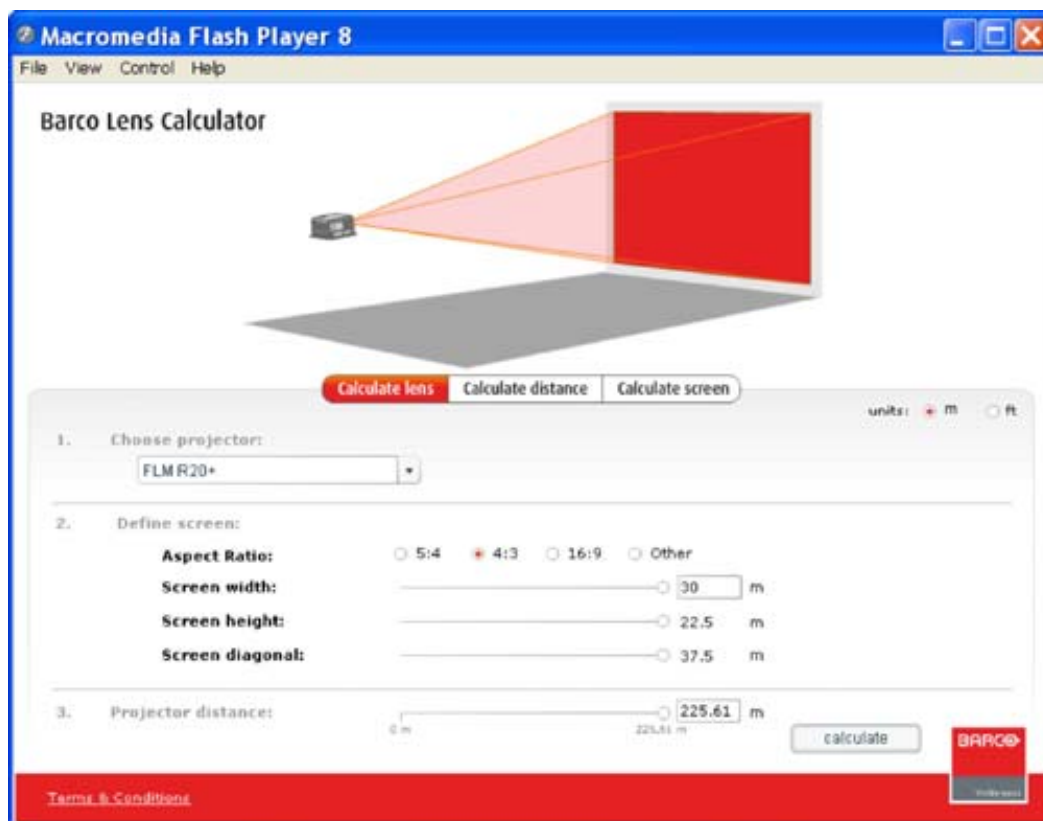 Macromedia Flash Player 8
File View Control Help
Barco Lens Calculator
Calculate lens Calculate distance Calculate screen
units: m ft
1. Choose projector:
FLM R20+
2. Define screen:
Aspect Ratio: 5:4 4:3 16:9 Other
Screen width: 30 m
Screen height: 22.5 m
Screen diagonal: 37.5 m
3. Projector distance: 225.61 m
0 m 225.61 m
calculate
BARCO
Terms & Conditions